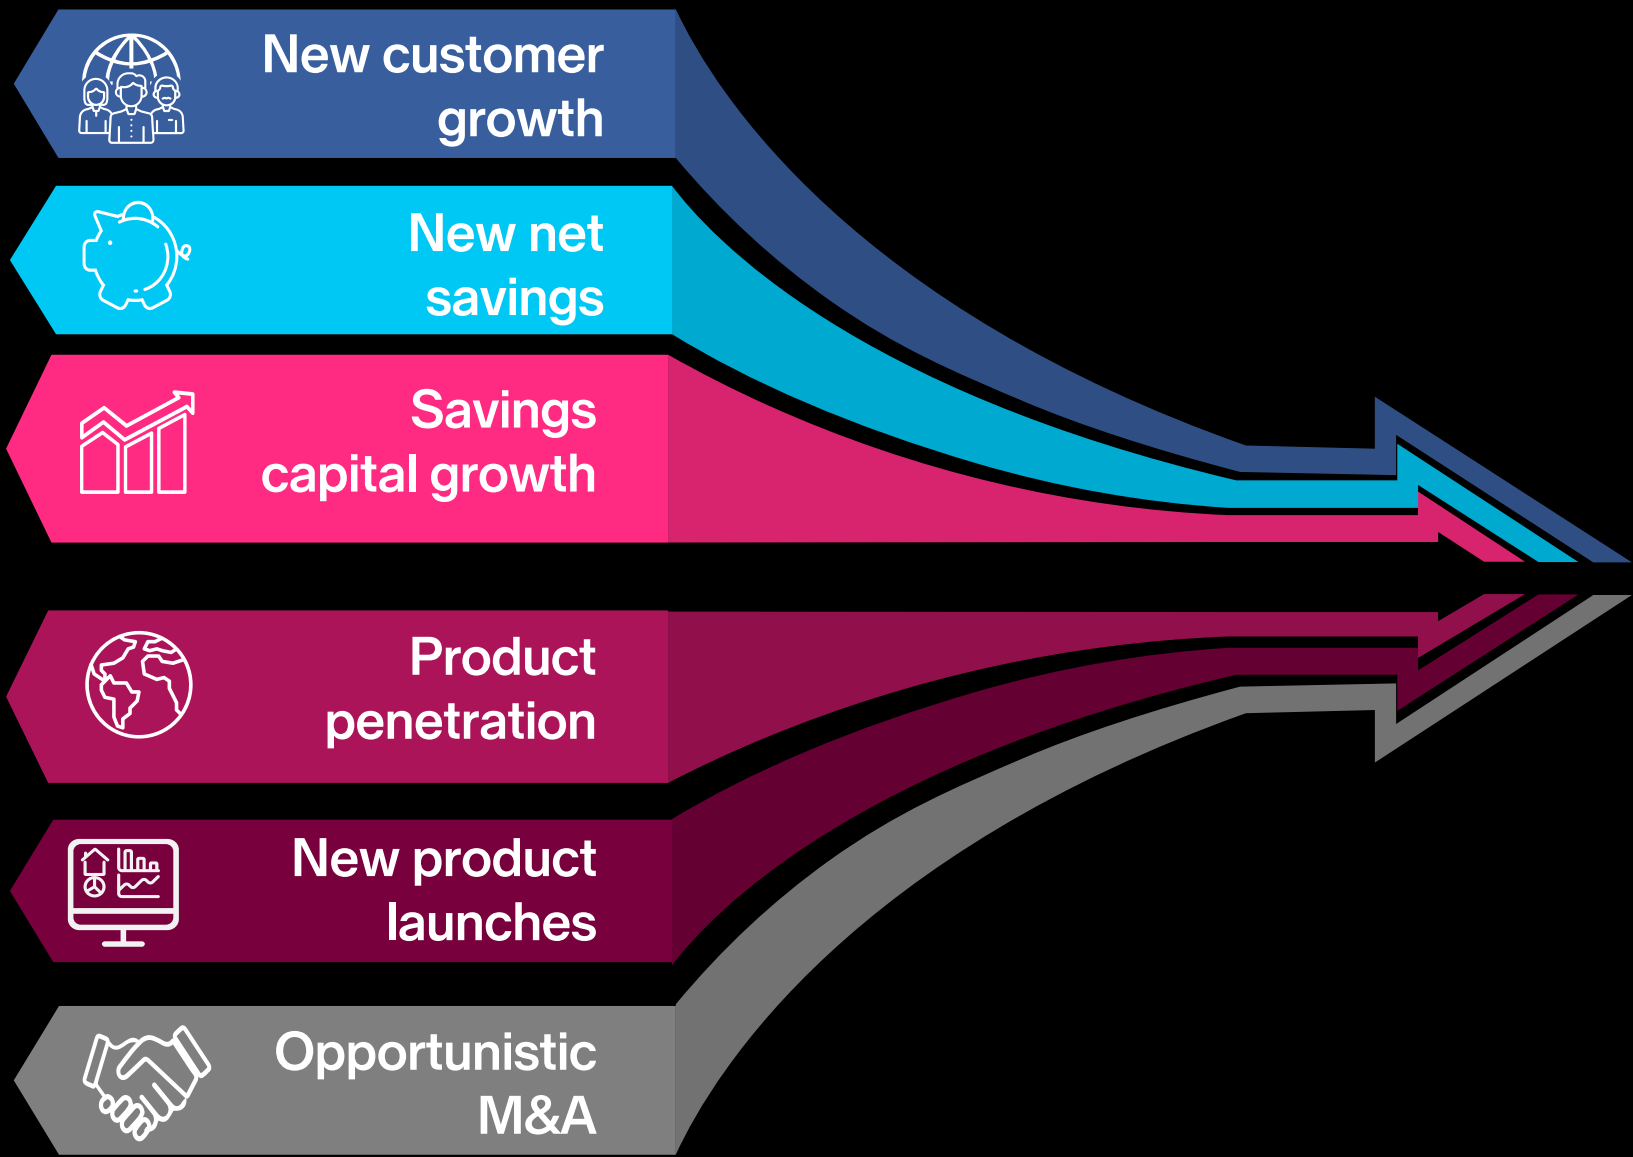 New customer
growth
New net
savings
Savings
capital growth
Product
penetration
New product
launches
Opportunistic
M&A